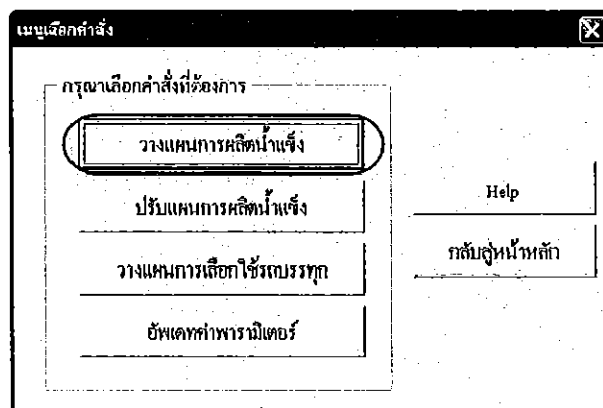 เมนูเลือกคำสั่ง
กรุณาเลือกคำสั่งที่ต้องการ
วางแผนการผลิตน้ำแข็ง
ปรับแผนการผลิตน้ำแข็ง
วางแผนการเลือกใช้รถบรรทุก
อัพเดทค่าพารามิเตอร์
Help
กลับสู่หน้าหลัก